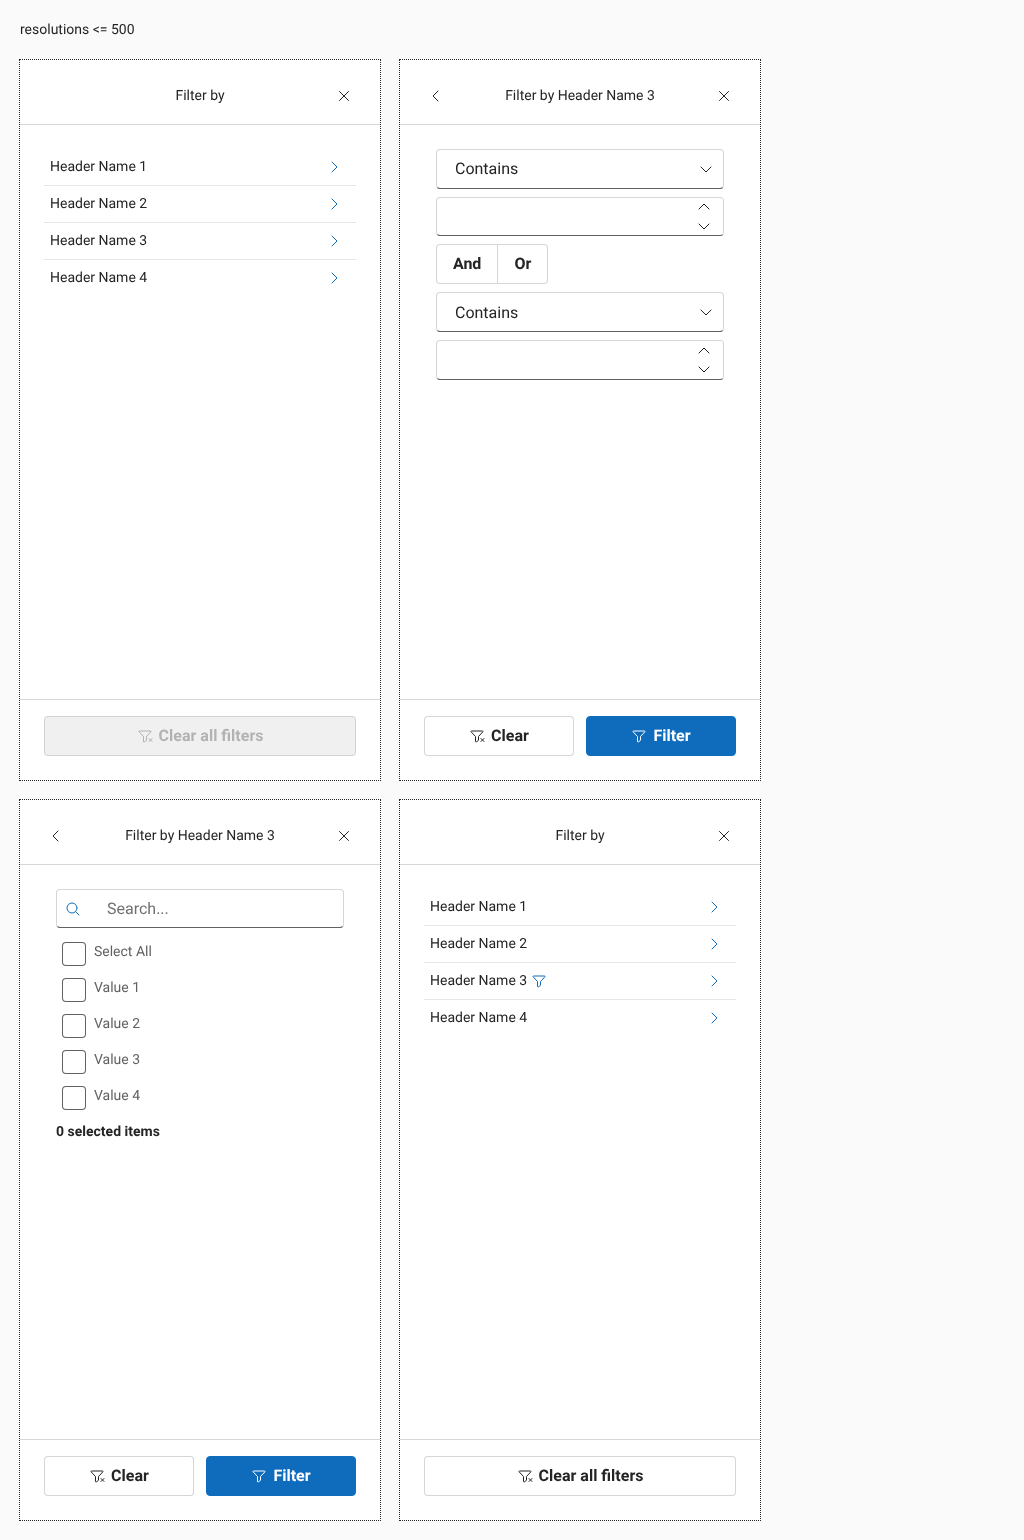 resolutions <= 500
Filter by
Header Name 1
Header Name 2
Header Name 3
Header Name 4
Clear all filters
Filter by Header Name 3
Contains
And Or
Contains
Clear Filter
Filter by Header Name 3
Search...
Select All
Value 1
Value 2
Value 3
Value 4
0 selected items
Clear Filter
Filter by
Header Name 1
Header Name 2
Header Name 3
Header Name 4
Clear all filters